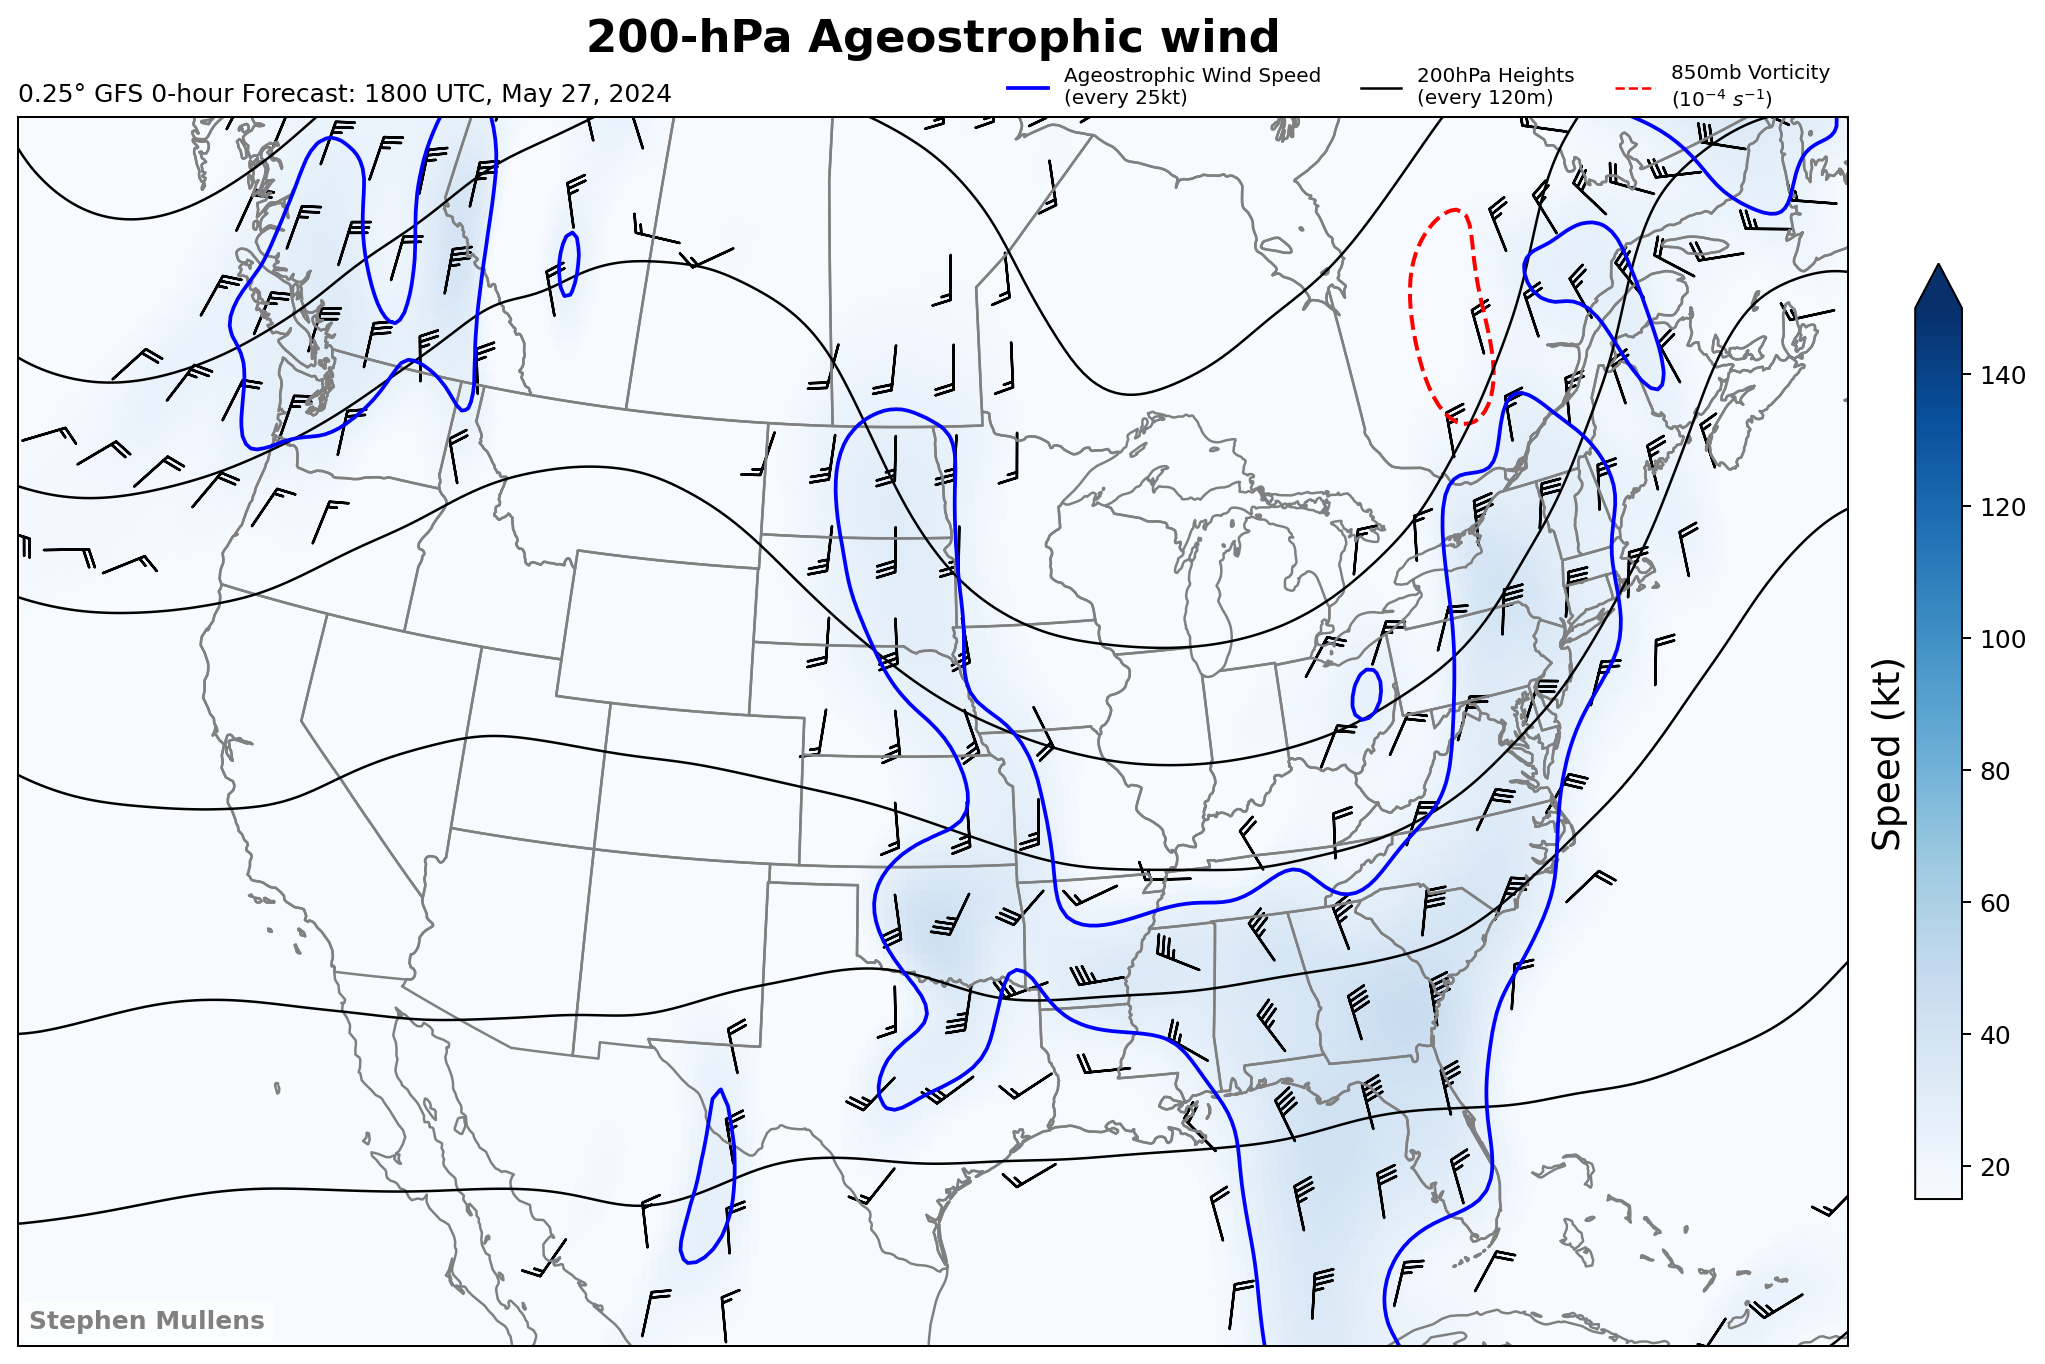 200-hPa Ageostrophic wind
0.25° GFS 0-hour Forecast: 1800 UTC, May 27, 2024
Ageostrophic Wind Speed
(every 25kt)
200hPa Heights
(every 120m)
850mb Vorticity
(10⁻⁴ s⁻¹)
140
120
100
80
60
40
20
Speed (kt)
Stephen Mullens